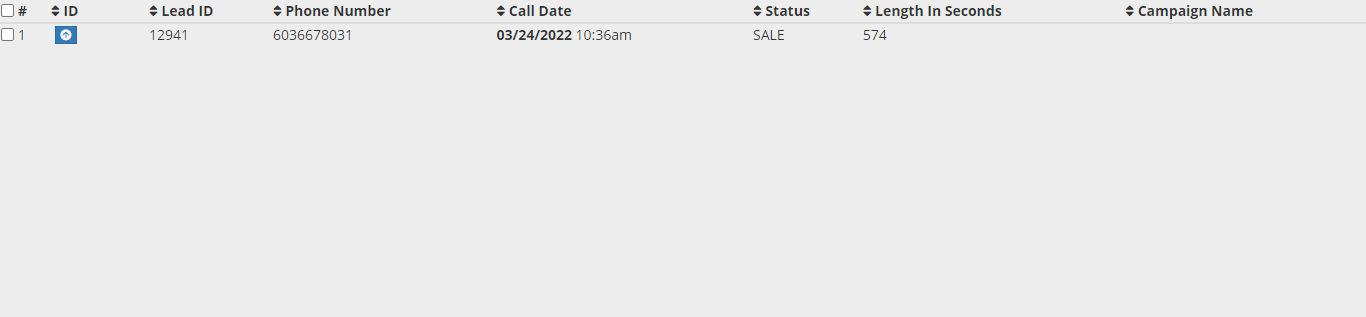 # ID Lead ID Phone Number Call Date Status Length In Seconds Campaign Name
1 12941 6036678031 03/24/2022 10:36am SALE 574